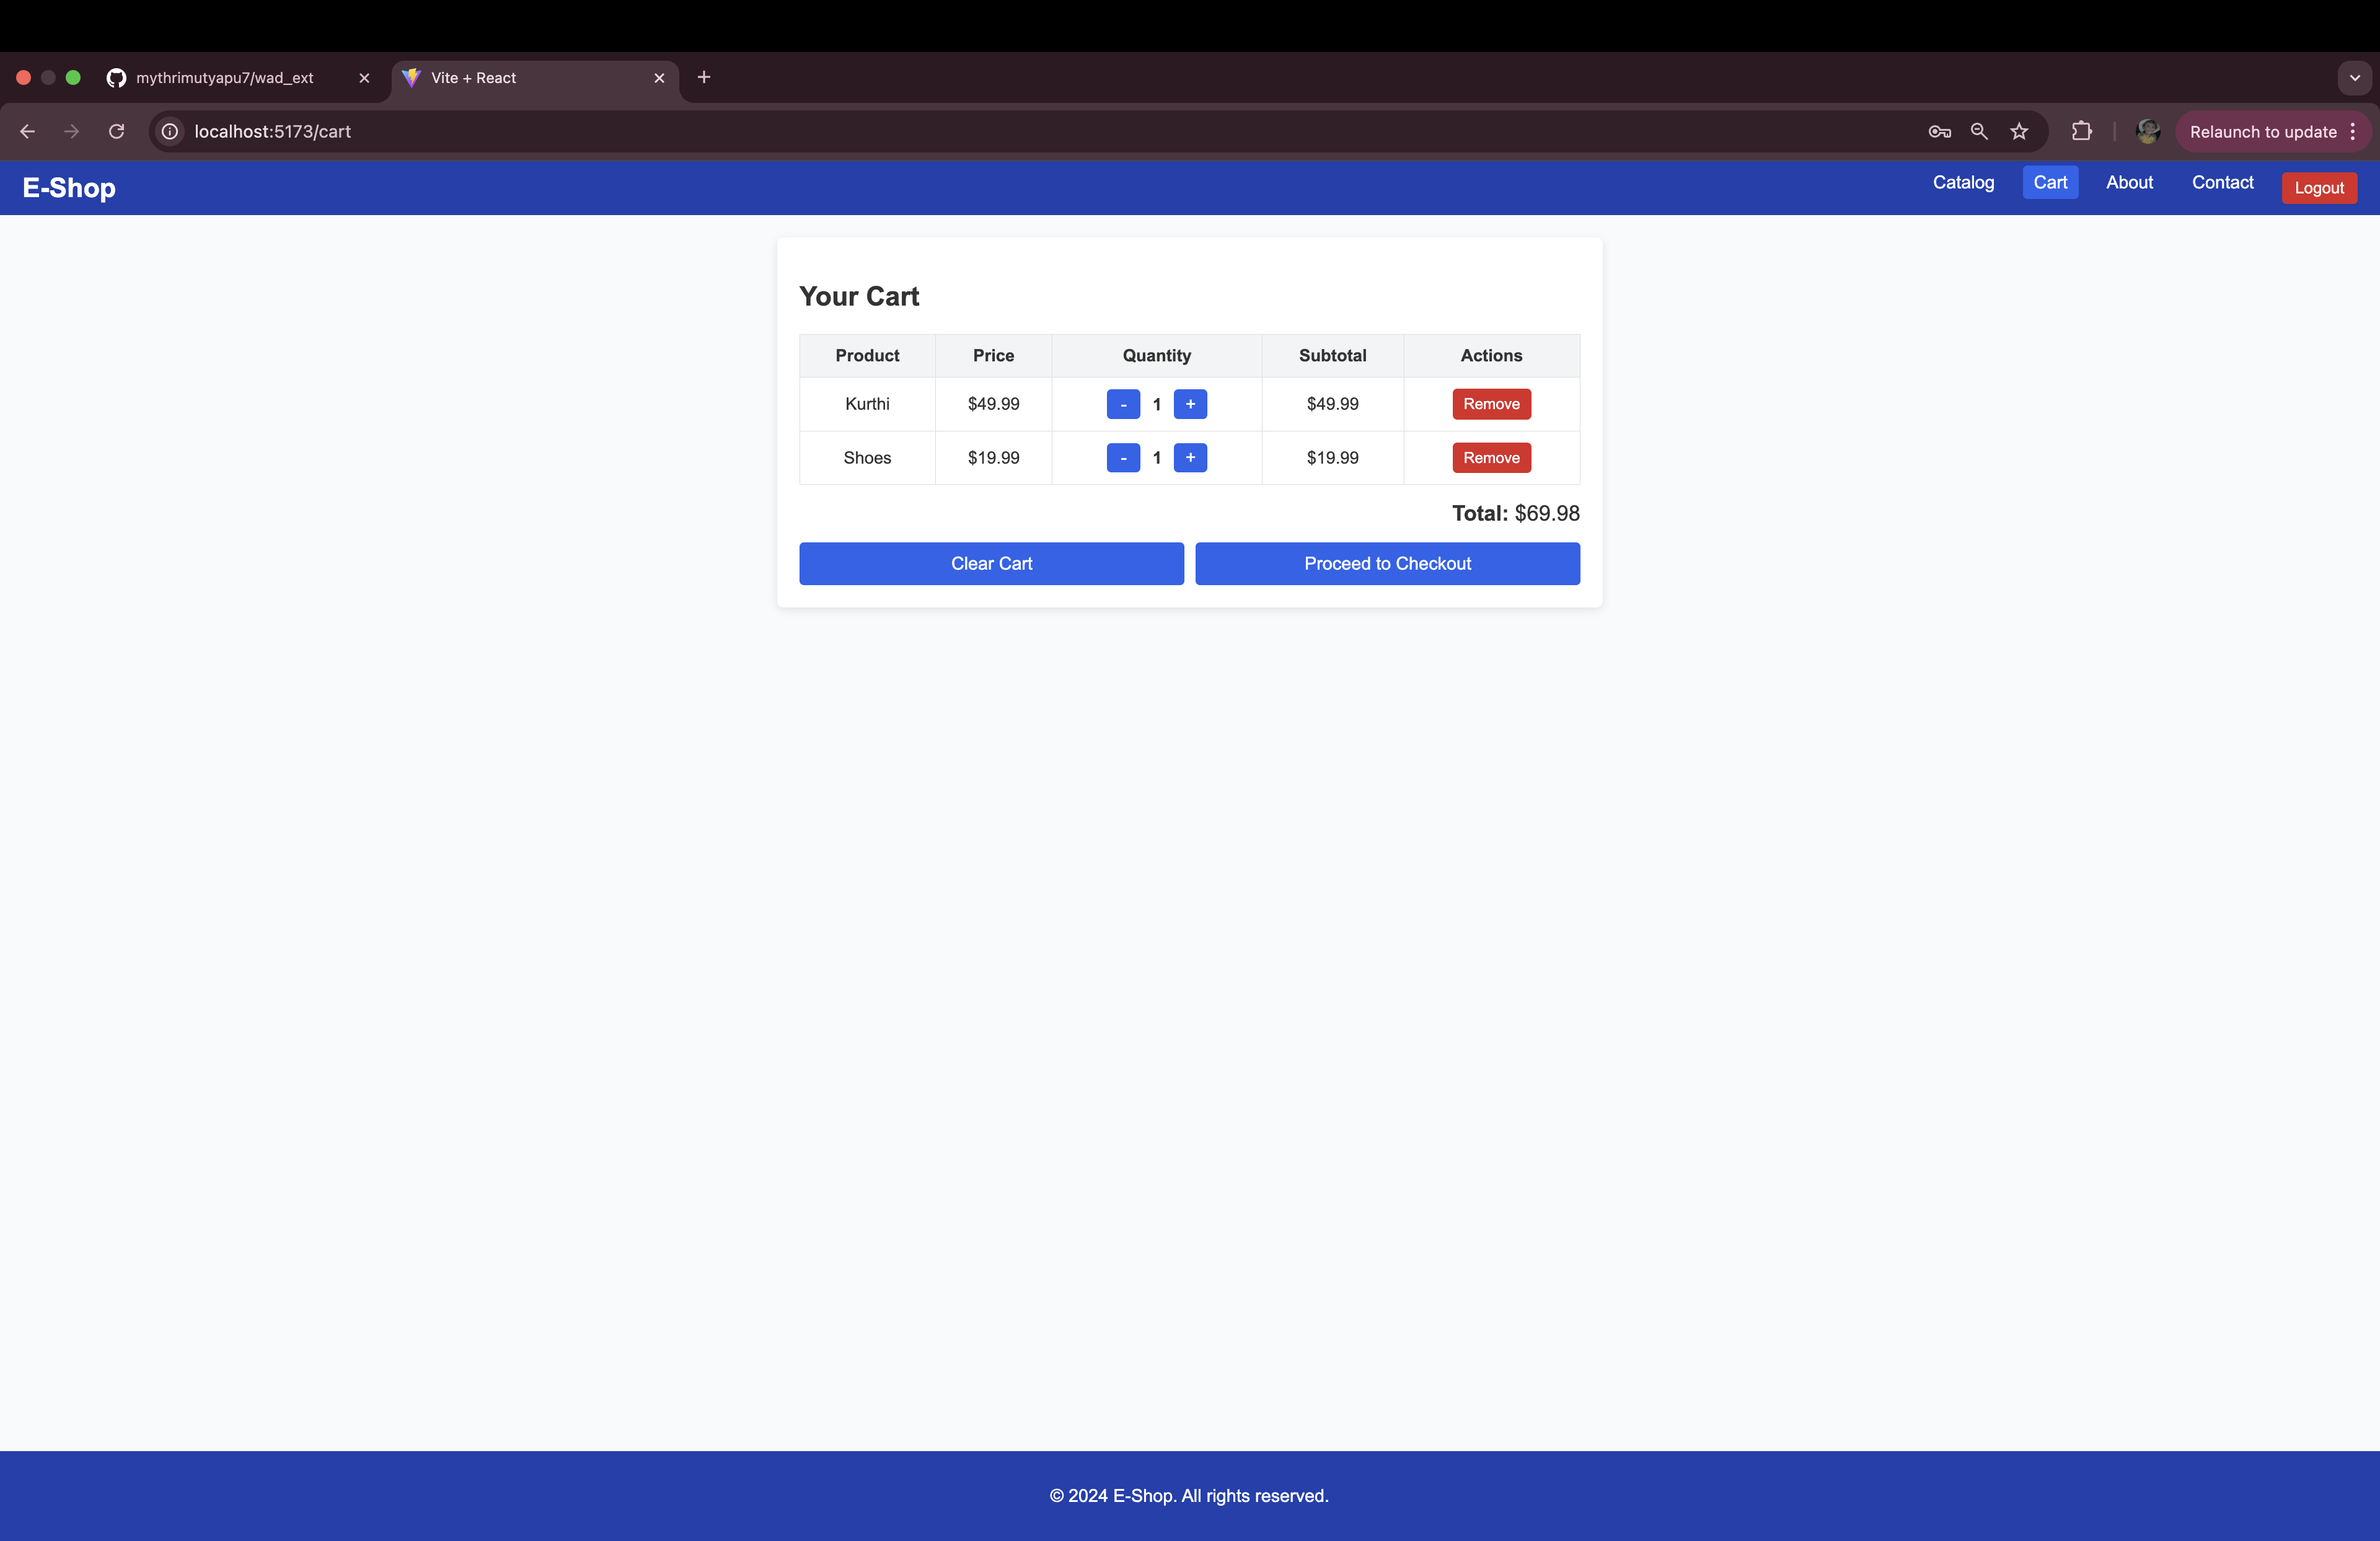 mythrimutyapu7/wad_ext
Vite + React
localhost:5173/cart
Relaunch to update
E-Shop
Catalog Cart About Contact Logout
Your Cart
Product Price Quantity Subtotal Actions
Kurthi $49.99 - 1 + $49.99 Remove
Shoes $19.99 - 1 + $19.99 Remove
Total: $69.98
Clear Cart Proceed to Checkout
© 2024 E-Shop. All rights reserved.